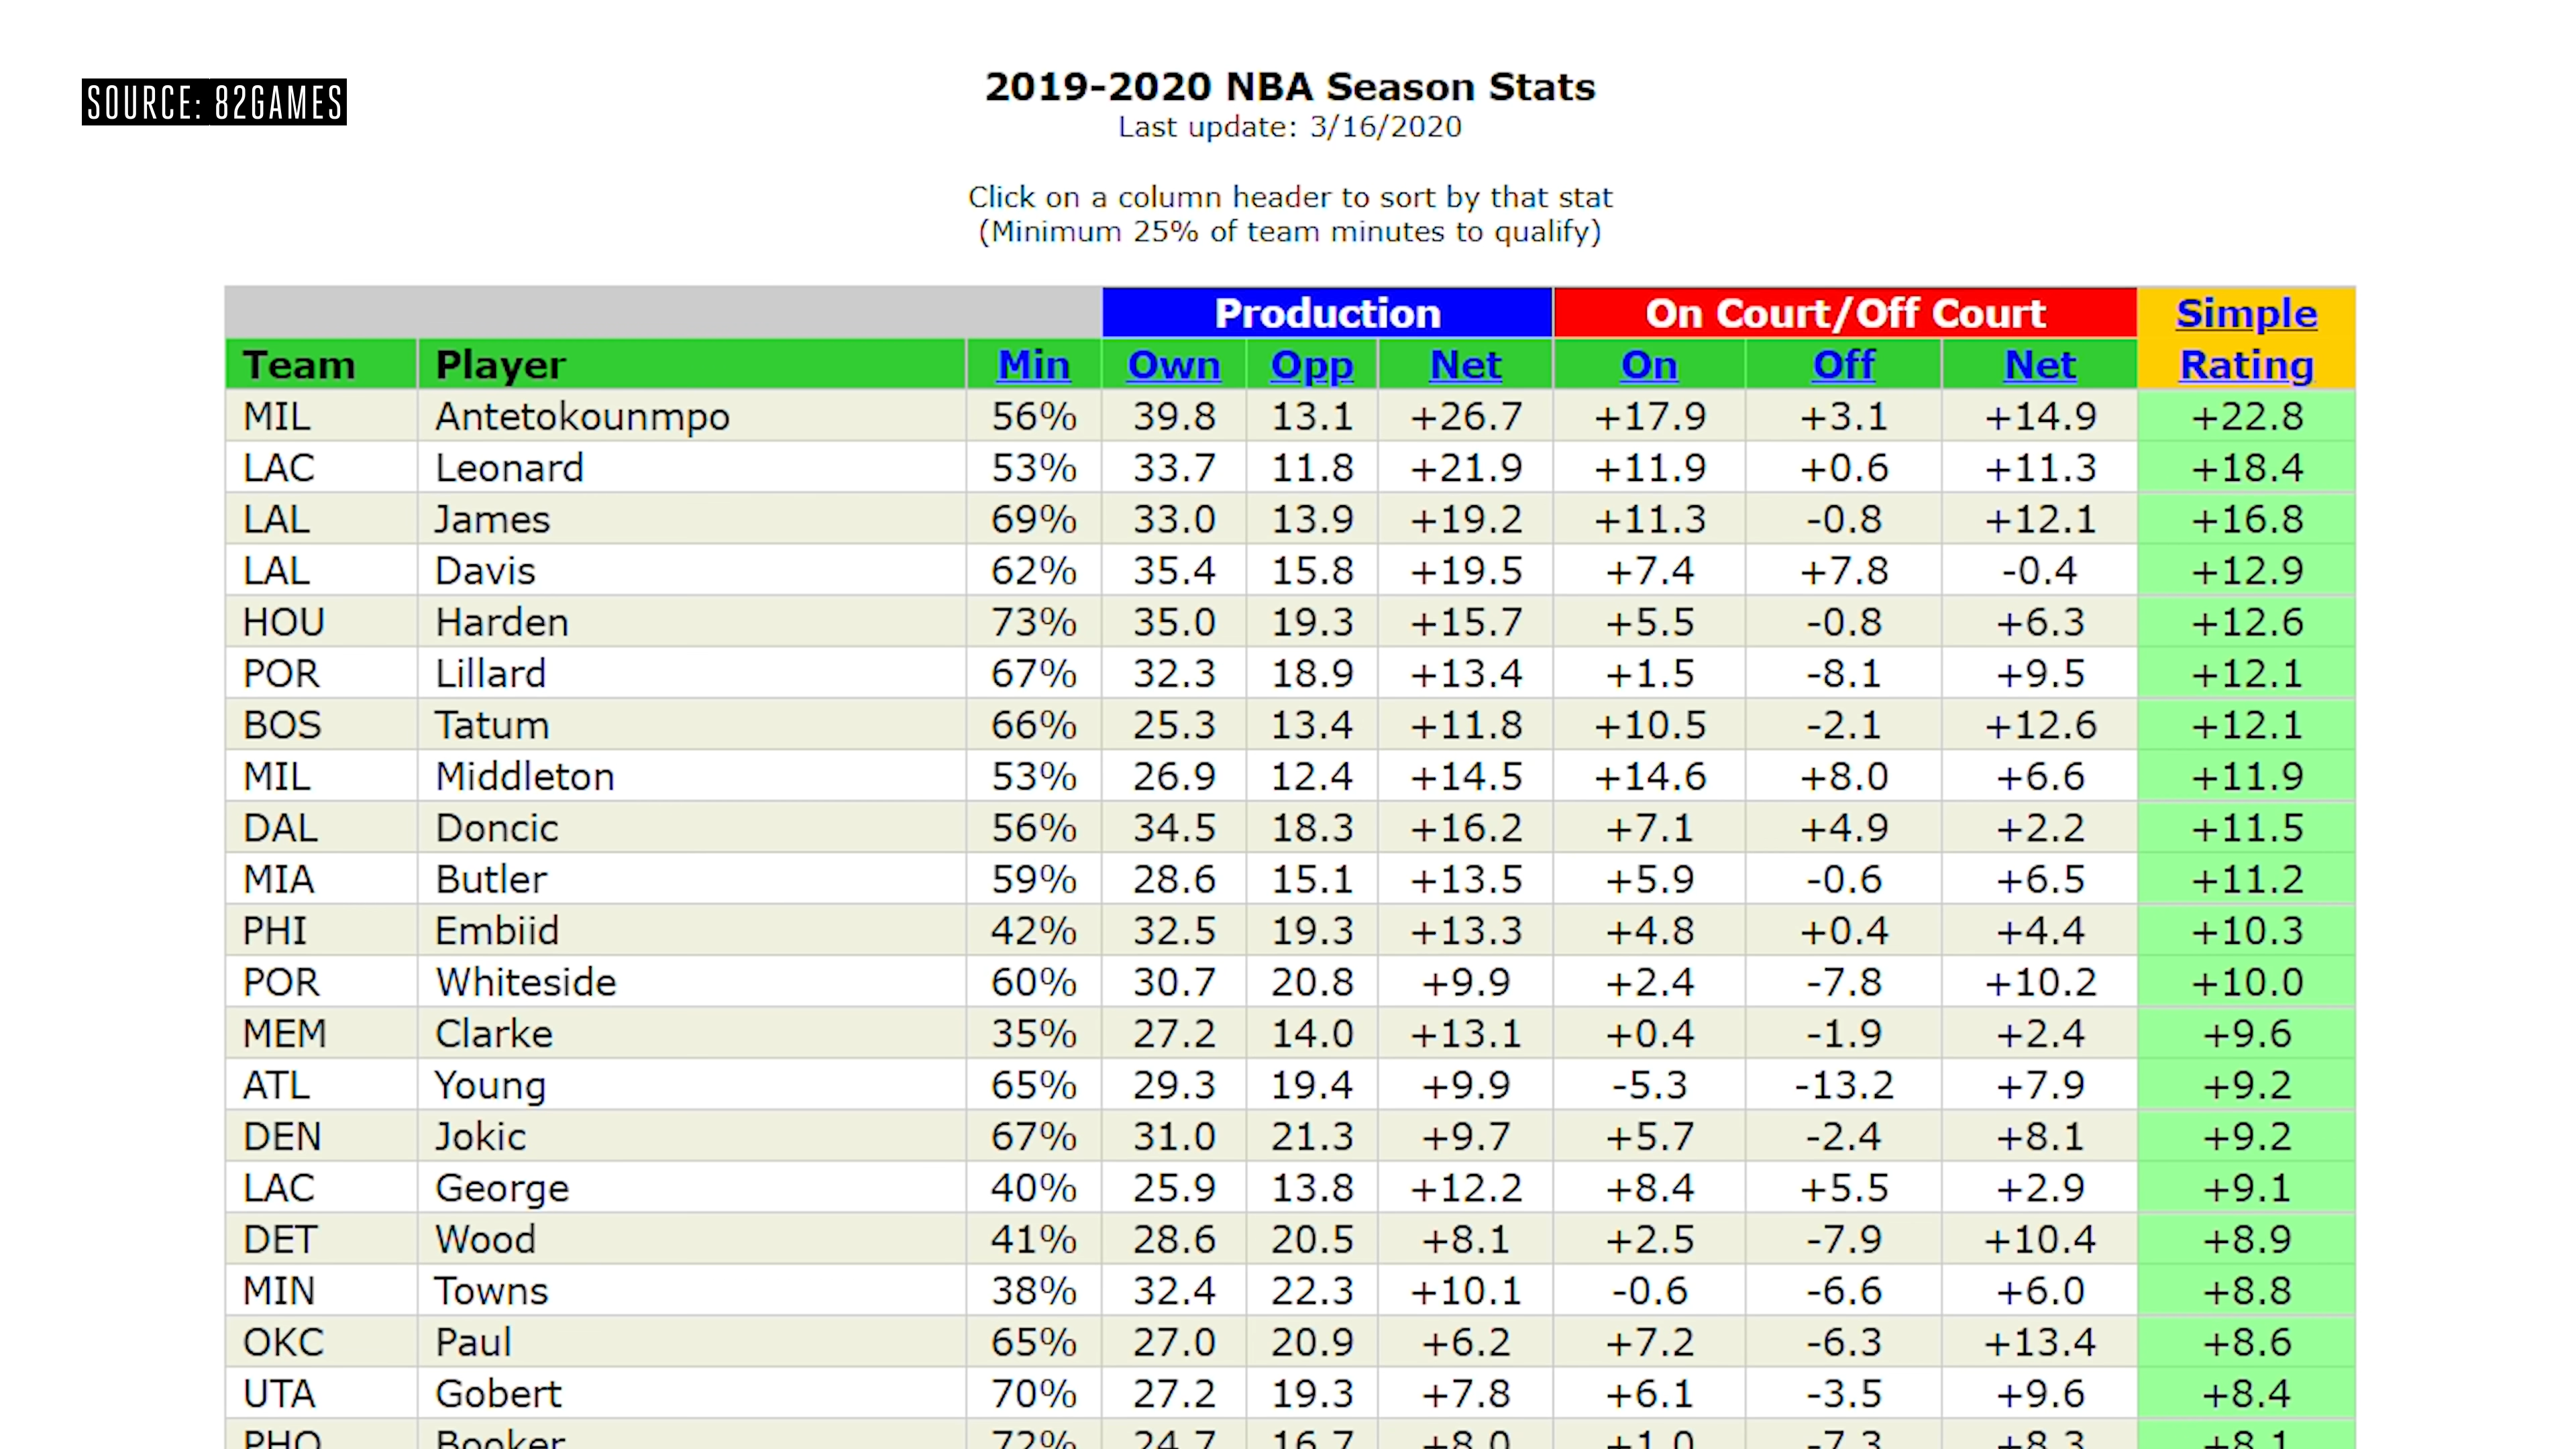 SOURCE: 82GAMES
2019-2020 NBA Season Stats
Last update: 3/16/2020
Click on a column header to sort by that stat
(Minimum 25% of team minutes to qualify)
Production On Court/Off Court Simple
Team Player Min Own Opp Net On Off Net Rating
MIL Antetokounmpo 56% 39.8 13.1 +26.7 +17.9 +3.1 +14.9 +22.8
LAC Leonard 53% 33.7 11.8 +21.9 +11.9 +0.6 +11.3 +18.4
LAL James 69% 33.0 13.9 +19.2 +11.3 -0.8 +12.1 +16.8
LAL Davis 62% 35.4 15.8 +19.5 +7.4 +7.8 -0.4 +12.9
HOU Harden 73% 35.0 19.3 +15.7 +5.5 -0.8 +6.3 +12.6
POR Lillard 67% 32.3 18.9 +13.4 +1.5 -8.1 +9.5 +12.1
BOS Tatum 66% 25.3 13.4 +11.8 +10.5 -2.1 +12.6 +12.1
MIL Middleton 53% 26.9 12.4 +14.5 +14.6 +8.0 +6.6 +11.9
DAL Doncic 56% 34.5 18.3 +16.2 +7.1 +4.9 +2.2 +11.5
MIA Butler 59% 28.6 15.1 +13.5 +5.9 -0.6 +6.5 +11.2
PHI Embiid 42% 32.5 19.3 +13.3 +4.8 +0.4 +4.4 +10.3
POR Whiteside 60% 30.7 20.8 +9.9 +2.4 -7.8 +10.2 +10.0
MEM Clarke 35% 27.2 14.0 +13.1 +0.4 -1.9 +2.4 +9.6
ATL Young 65% 29.3 19.4 +9.9 -5.3 -13.2 +7.9 +9.2
DEN Jokic 67% 31.0 21.3 +9.7 +5.7 -2.4 +8.1 +9.2
LAC George 40% 25.9 13.8 +12.2 +8.4 +5.5 +2.9 +9.1
DET Wood 41% 28.6 20.5 +8.1 +2.5 -7.9 +10.4 +8.9
MIN Towns 38% 32.4 22.3 +10.1 -0.6 -6.6 +6.0 +8.8
OKC Paul 65% 27.0 20.9 +6.2 +7.2 -6.3 +13.4 +8.6
UTA Gobert 70% 27.2 19.3 +7.8 +6.1 -3.5 +9.6 +8.4
PHO Booker 72% 24.7 16.7 +8.0 +1.0 -7.3 +8.3 +8.1